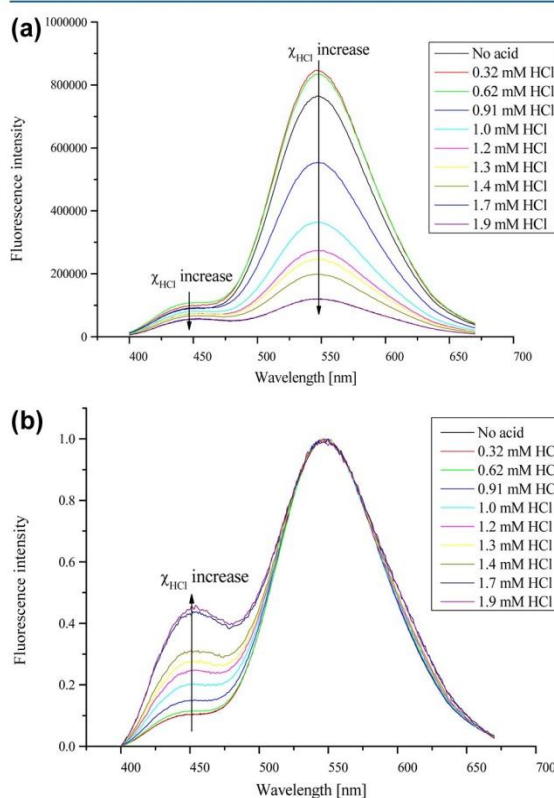 (a)
χHCl increase
χHCl increase
No acid
0.32 mM HCl
0.62 mM HCl
0.91 mM HCl
1.0 mM HCl
1.2 mM HCl
1.3 mM HCl
1.4 mM HCl
1.7 mM HCl
1.9 mM HCl
Fluorescence intensity
1000000
800000
600000
400000
200000
0
400 450 500 550 600 650 700
Wavelength [nm]
(b)
χHCl increase
No acid
0.32 mM HCl
0.62 mM HC
0.91 mM HC
1.0 mM HCl
1.2 mM HCl
1.3 mM HCl
1.4 mM HCl
1.7 mM HCl
1.9 mM HCl
Fluorescence intensity
1.0
0.8
0.6
0.4
0.2
0.0
400 450 500 550 600 650 700
Wavelength [nm]